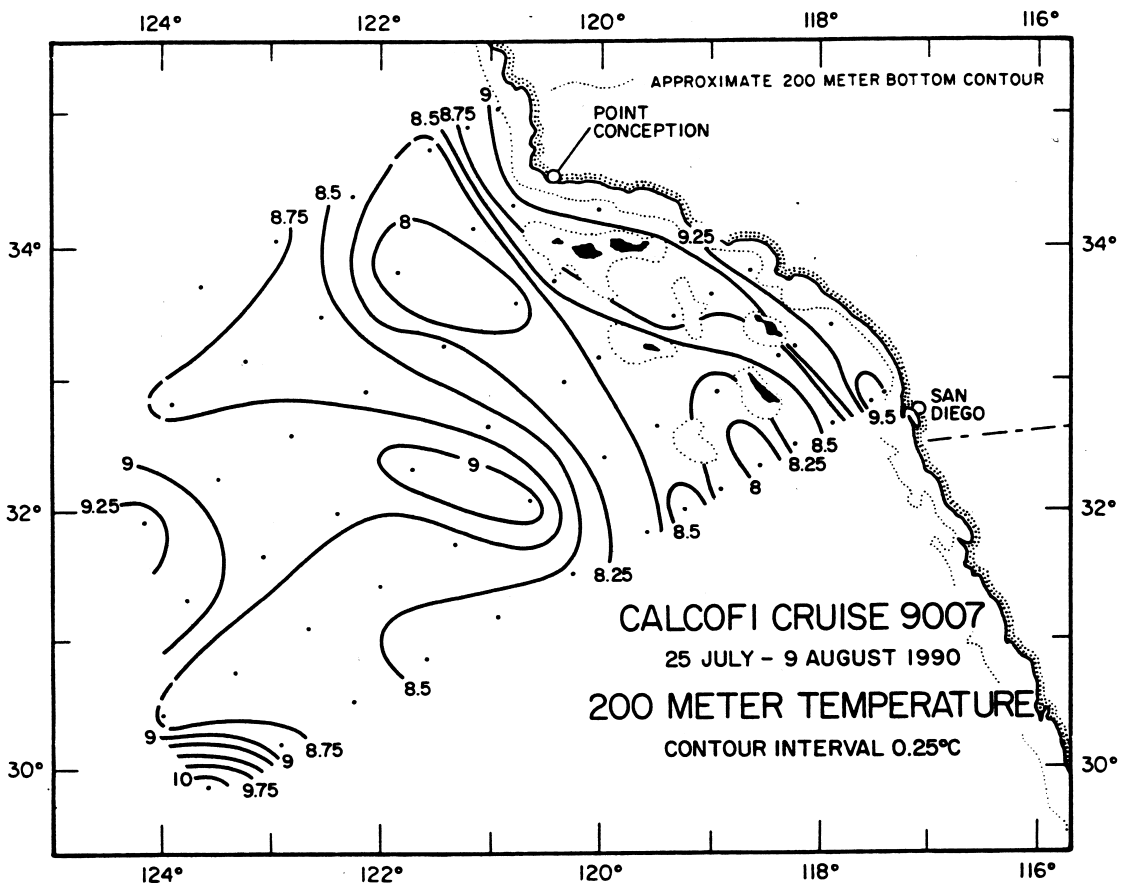 124° 122° 120° 118° 116°
APPROXIMATE 200 METER BOTTOM CONTOUR
9
8.5 8.75
POINT
CONCEPTION
8.5
8.75
8
9.25
34° 34°
SAN
DIEGO
9.5
8.5
8.25
8
9 9
9.25
32° 32°
8.5
8.25
CALCOFI CRUISE 9007
25 JULY – 9 AUGUST 1990
8.5
200 METER TEMPERATURE
CONTOUR INTERVAL 0.25°C
9
8.75
9
30° 30°
10
9.75
124° 122° 120° 118° 116°